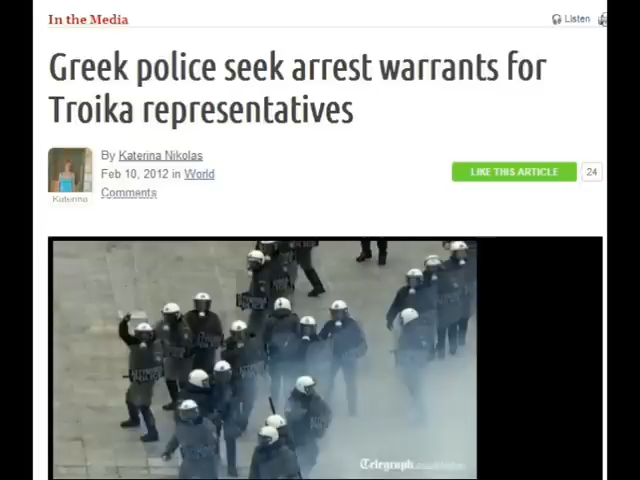 In the Media
Listen
Greek police seek arrest warrants for
Troika representatives
By Katerina Nikolas
Feb 10, 2012 in World
Comments
Katerina
LIKE THIS ARTICLE
24
Telegraph